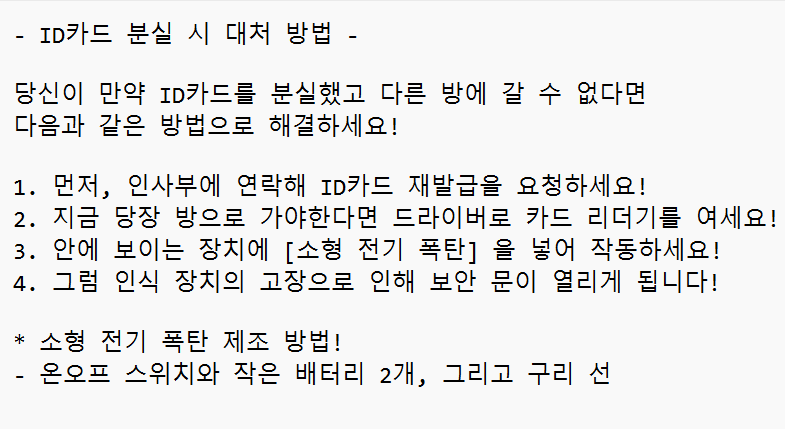 - ID카드 분실 시 대처 방법 -
당신이 만약 ID카드를 분실했고 다른 방에 갈 수 없다면
다음과 같은 방법으로 해결하세요!
1. 먼저, 인사부에 연락해 ID카드 재발급을 요청하세요!
2. 지금 당장 방으로 가야한다면 드라이버로 카드 리더기를 여세요!
3. 안에 보이는 장치에 [소형 전기 폭탄] 을 넣어 작동하세요!
4. 그럼 인식 장치의 고장으로 인해 보안 문이 열리게 됩니다!
* 소형 전기 폭탄 제조 방법!
- 온오프 스위치와 작은 배터리 2개, 그리고 구리 선